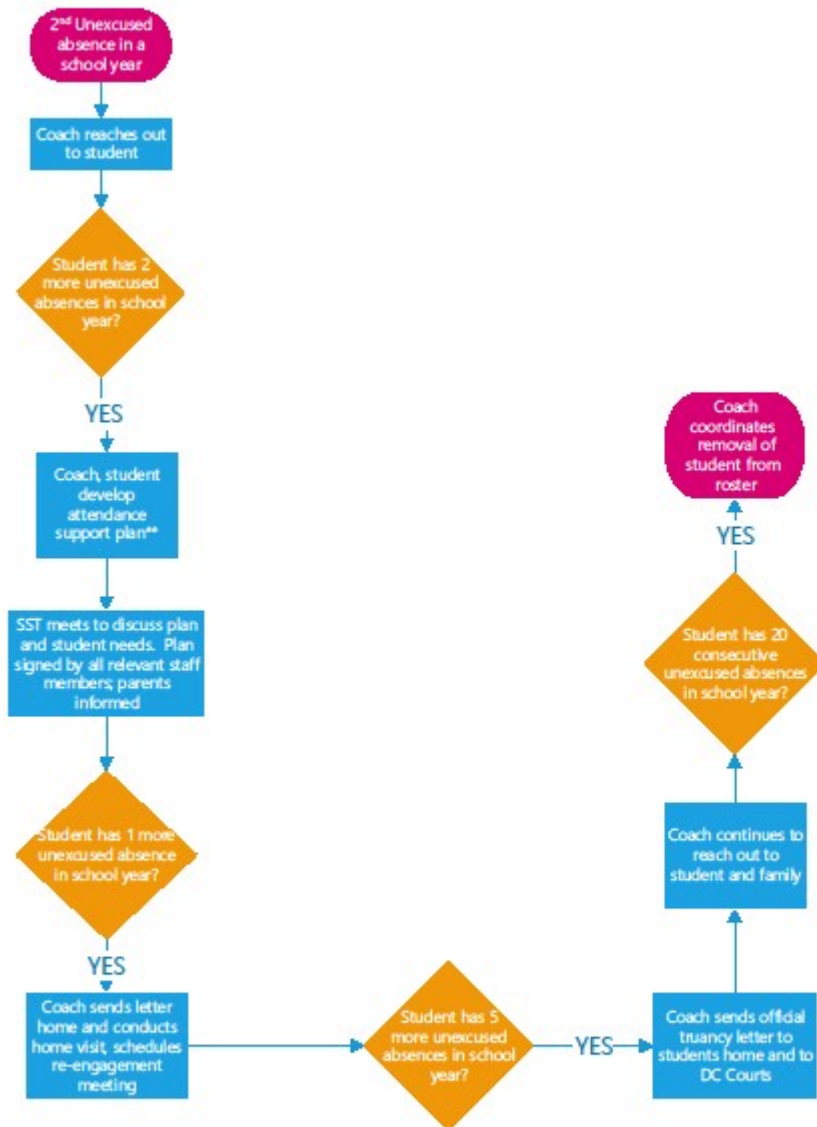 2nd Unexcused
absence in a
school year
Coach reaches out
to student
Student has 2
more unexcused
absences in school
year?
YES
Coach, student
develop
attendance
support plan**
SST meets to discuss plan
and student needs. Plan
signed by all relevant staff
members; parents
informed
Student has 1 more
unexcused absence
in school year?
YES
Coach sends letter
home and conducts
home visit, schedules
re-engagement
meeting
Student has 5
more unexcused
absences in school
year?
YES
Coach sends official
truancy letter to
students home and to
DC Courts
Coach continues to
reach out to
student and family
Student has 20
consecutive
unexcused absences
in school year?
YES
Coach
coordinates
removal of
student from
roster